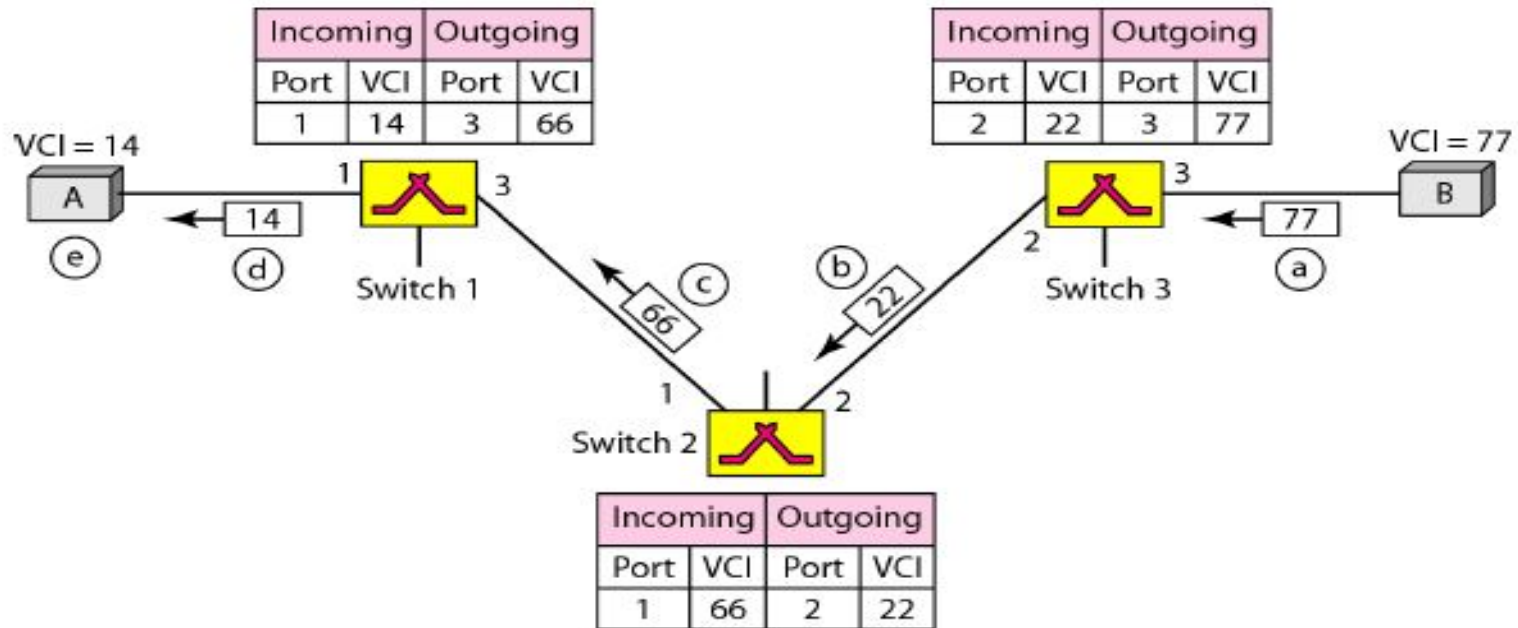 Incoming Outgoing
Port VCI Port VCI
1 14 3 66
Incoming Outgoing
Port VCI Port VCI
2 22 3 77
'VCI = 14
VCI = 77
A
1
3
3
B
14
2
77
e
d
Switch 1
c
b
Switch 3
a
66
22
1
2
Switch 2
Incoming Outgoing
Port VCI Port VCI
1 66 2 22